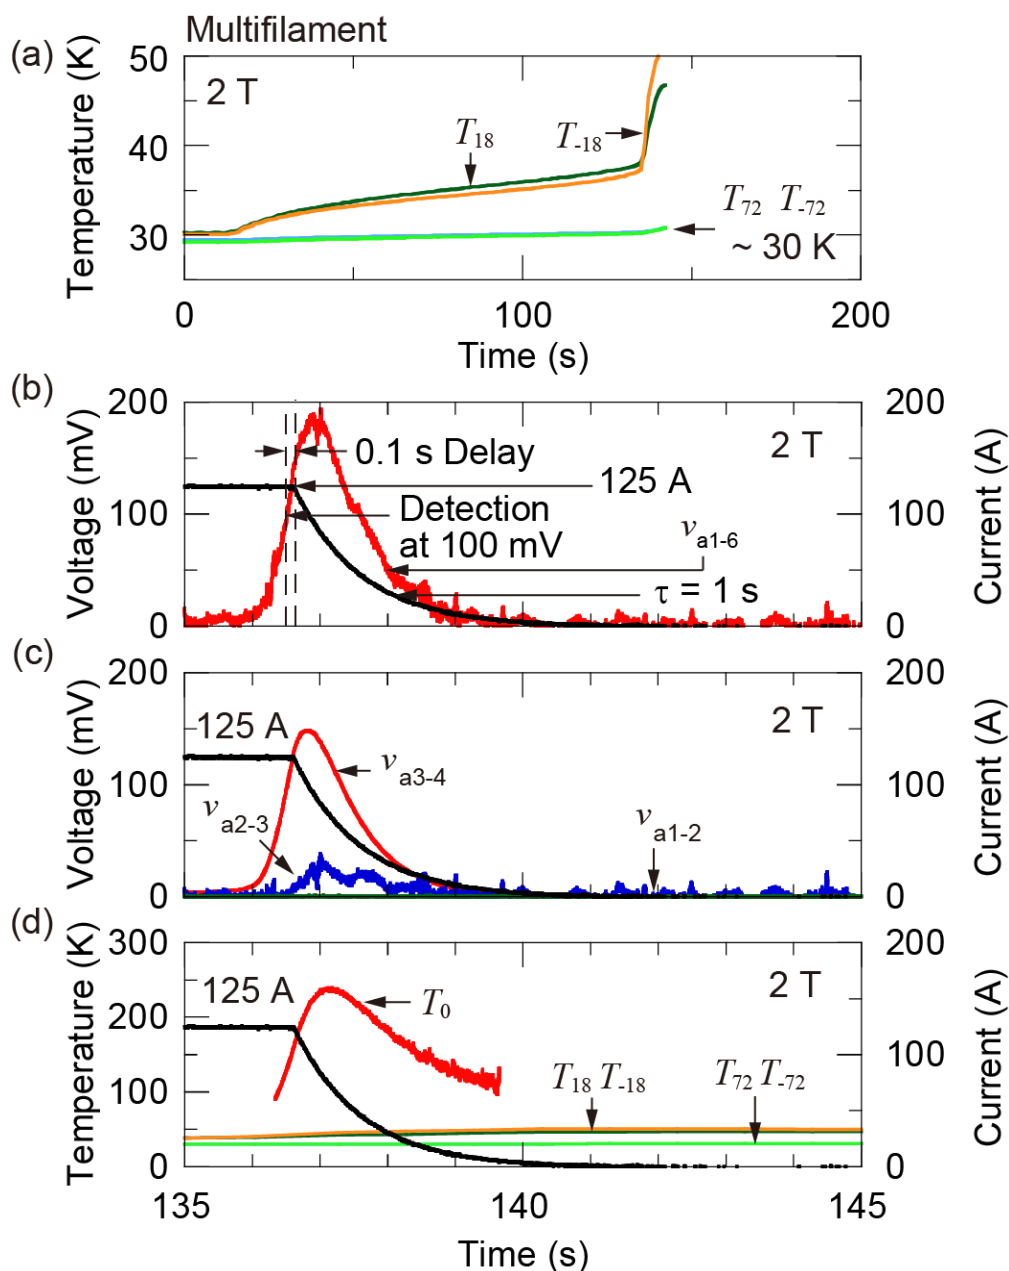 Multifilament
(a)
Temperature (K)
50
40
30
2 T
T18
T-18
T72 T-72
~ 30 K
0
100
200
Time (s)
(b)
Voltage (mV)
200
100
0
0.1 s Delay
2 T
125 A
Detection
at 100 mV
va1-6
τ = 1 s
200
100
0
Current (A)
(c)
Voltage (mV)
200
100
0
125 A
2 T
va3-4
va2-3
va1-2
200
100
0
Current (A)
(d)
Temperature (K)
300
200
100
0
125 A
T0
2 T
T18 T-18
T72 T-72
200
100
0
Current (A)
135
140
145
Time (s)